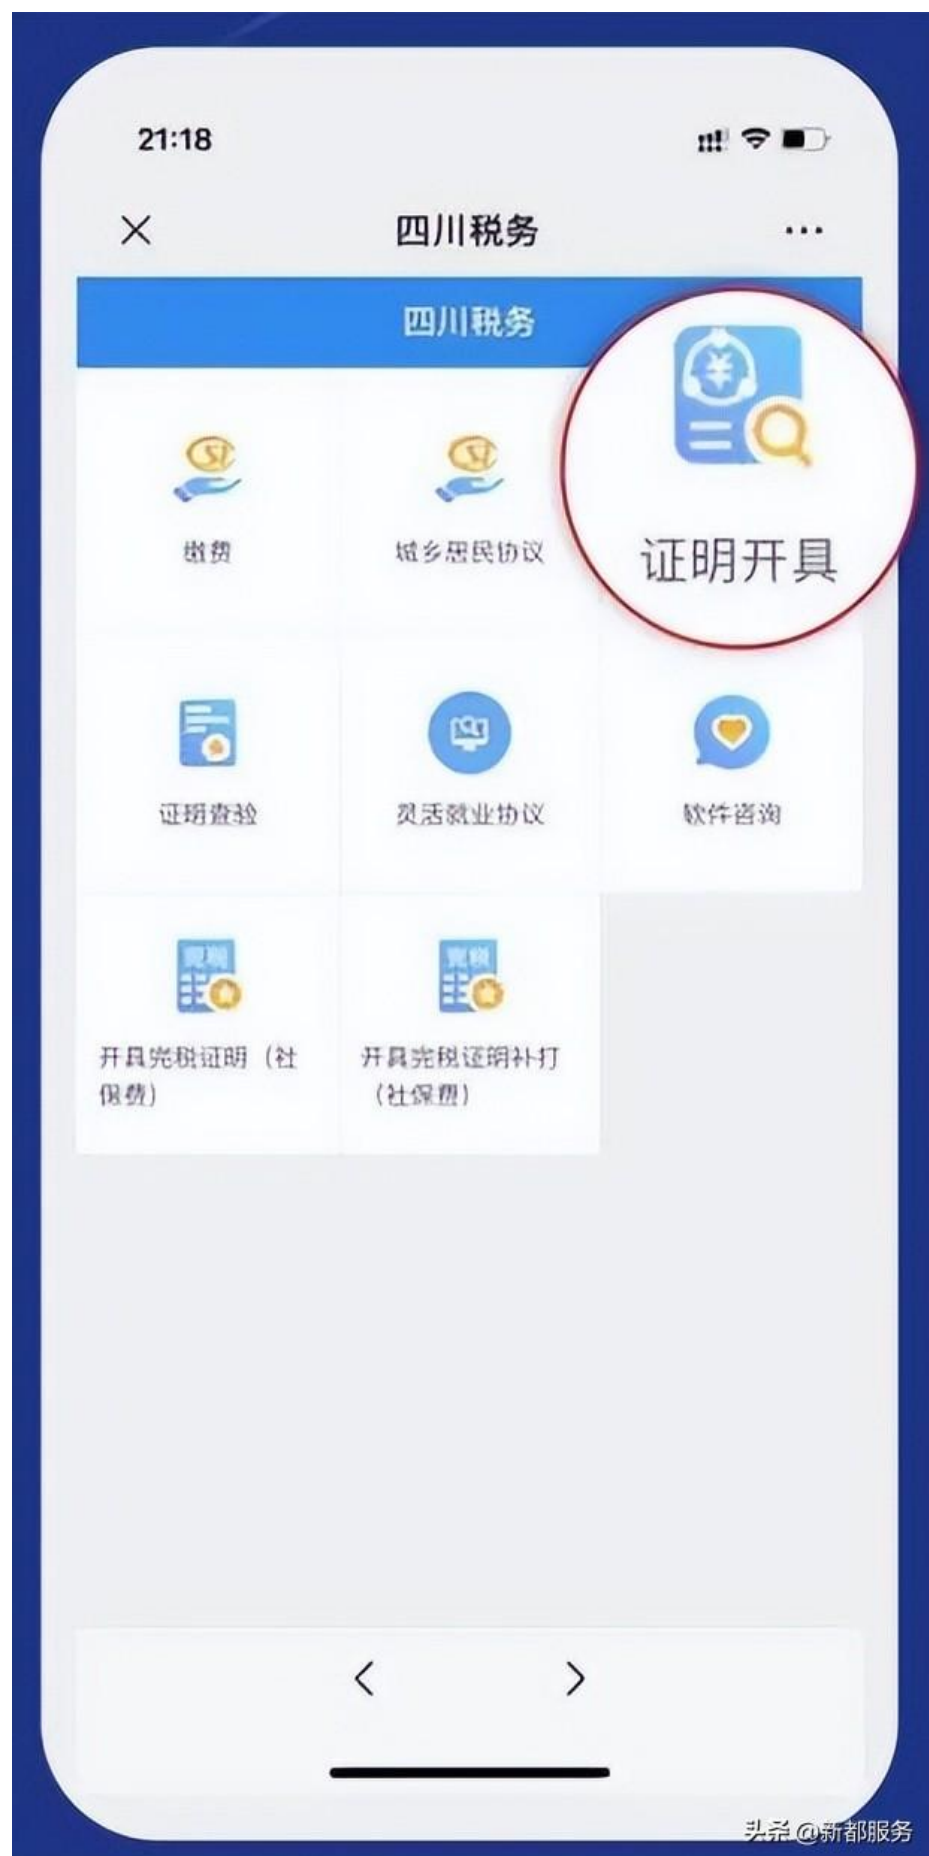 21:18
四川税务
四川税务
缴费
城乡居民协议
证明开具
证明查验
灵活就业协议
软件咨询
开具完税证明（社
保费）
开具完税证明补打
（社保费）
头条 @新都服务